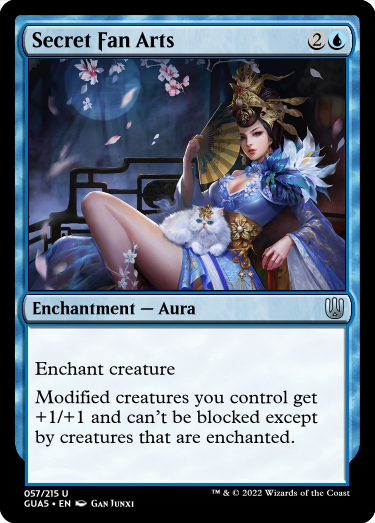 Secret Fan Arts 2
Enchantment — Aura
Enchant creature
Modified creatures you control get
+1/+1 and can't be blocked except
by creatures that are enchanted.
057/215 U
GUA5 • EN Gan Junxi
™ & © 2022 Wizards of the Coast